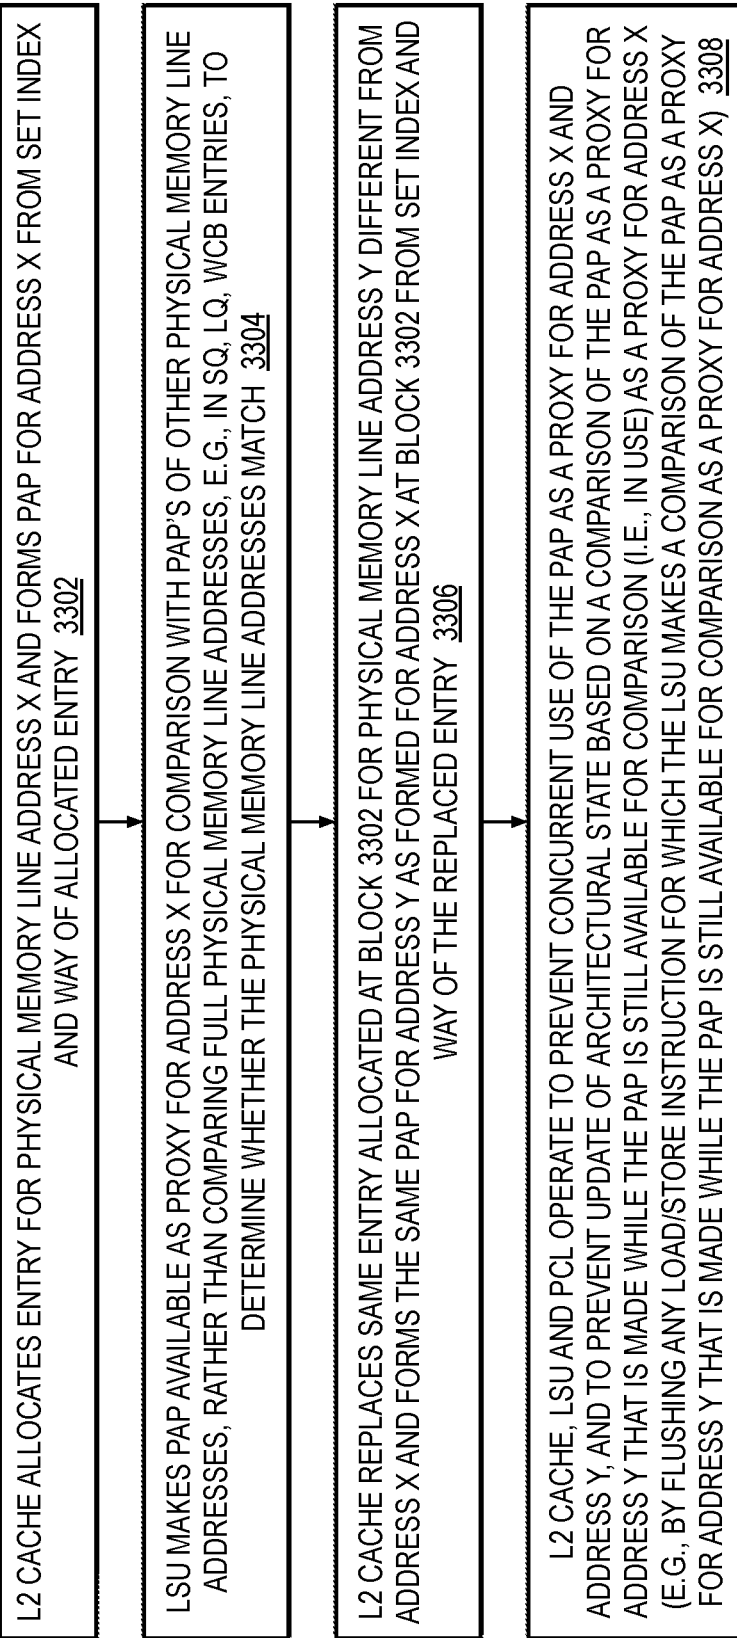 L2 CACHE ALLOCATES ENTRY FOR PHYSICAL MEMORY LINE ADDRESS X AND FORMS PAP FOR ADDRESS X FROM SET INDEX
AND WAY OF ALLOCATED ENTRY 3302
LSU MAKES PAP AVAILABLE AS PROXY FOR ADDRESS X FOR COMPARISON WITH PAP'S OF OTHER PHYSICAL MEMORY LINE
ADDRESSES, RATHER THAN COMPARING FULL PHYSICAL MEMORY LINE ADDRESSES, E.G., IN SQ, LQ, WCB ENTRIES, TO
DETERMINE WHETHER THE PHYSICAL MEMORY LINE ADDRESSES MATCH 3304
L2 CACHE REPLACES SAME ENTRY ALLOCATED AT BLOCK 3302 FOR PHYSICAL MEMORY LINE ADDRESS Y DIFFERENT FROM
ADDRESS X AND FORMS THE SAME PAP FOR ADDRESS Y AS FORMED FOR ADDRESS X AT BLOCK 3302 FROM SET INDEX AND
WAY OF THE REPLACED ENTRY 3306
L2 CACHE, LSU AND PCL OPERATE TO PREVENT CONCURRENT USE OF THE PAP AS A PROXY FOR ADDRESS X AND
ADDRESS Y, AND TO PREVENT UPDATE OF ARCHITECTURAL STATE BASED ON A COMPARISON OF THE PAP AS A PROXY FOR
ADDRESS Y THAT IS MADE WHILE THE PAP IS STILL AVAILABLE FOR COMPARISON (I.E., IN USE) AS A PROXY FOR ADDRESS X
(E.G., BY FLUSHING ANY LOAD/STORE INSTRUCTION FOR WHICH THE LSU MAKES A COMPARISON OF THE PAP AS A PROXY
FOR ADDRESS Y THAT IS MADE WHILE THE PAP IS STILL AVAILABLE FOR COMPARISON AS A PROXY FOR ADDRESS X) 3308